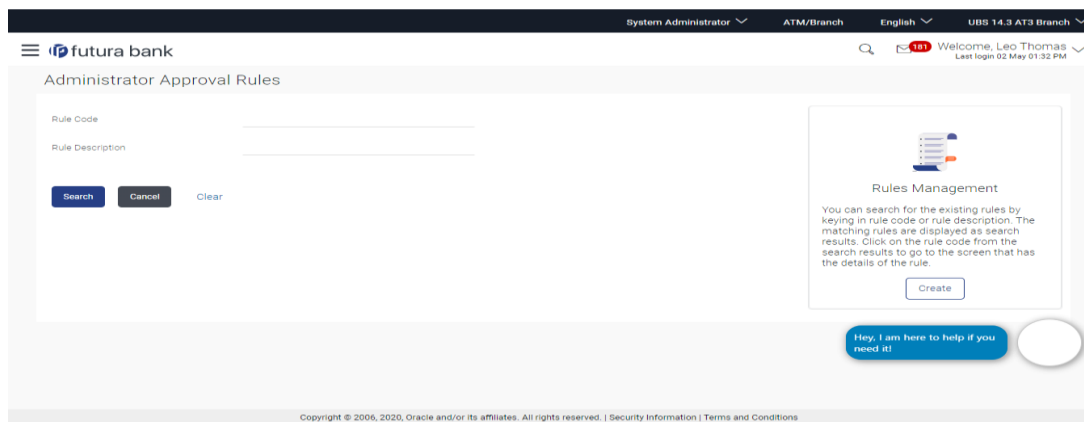 System Administrator ATM/Branch English UBS 14.3 AT3 Branch
futura bank 181 Welcome, Leo Thomas
Last login 02 May 01:32 PM
Administrator Approval Rules
Rule Code
Rule Description
Search Cancel Clear
Rules Management
You can search for the existing rules by
keying in rule code or rule description. The
matching rules are displayed as search
results. Click on the rule code from the
search results to go to the screen that has
the details of the rule.
Create
Hey, I am here to help if you
need it!
Copyright © 2006, 2020, Oracle and/or its affiliates. All rights reserved. | Security Information | Terms and Conditions